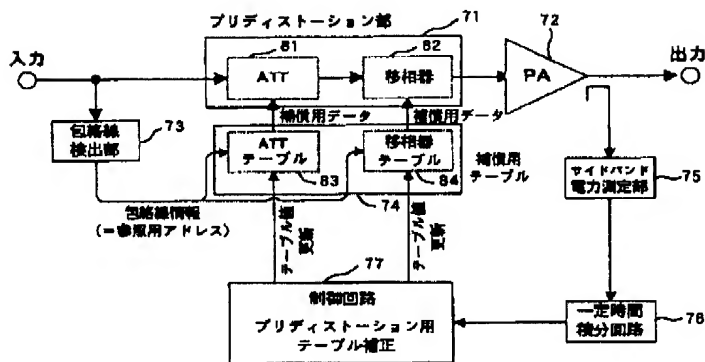 プリディストーション部
71
72
入力
81
82
ATT
移相器
PA
出力
補償用データ
補償用データ
包絡線
検出部
73
ATT
テーブル
83
移相器
テーブル
84
補償用
テーブル
74
サイドバンド
電力測定部
75
包絡線情報
(=参照用アドレス)
テーブル値
更新
テーブル値
更新
77
制御回路
プリディストーション用
テーブル補正
一定時間
積分回路
76